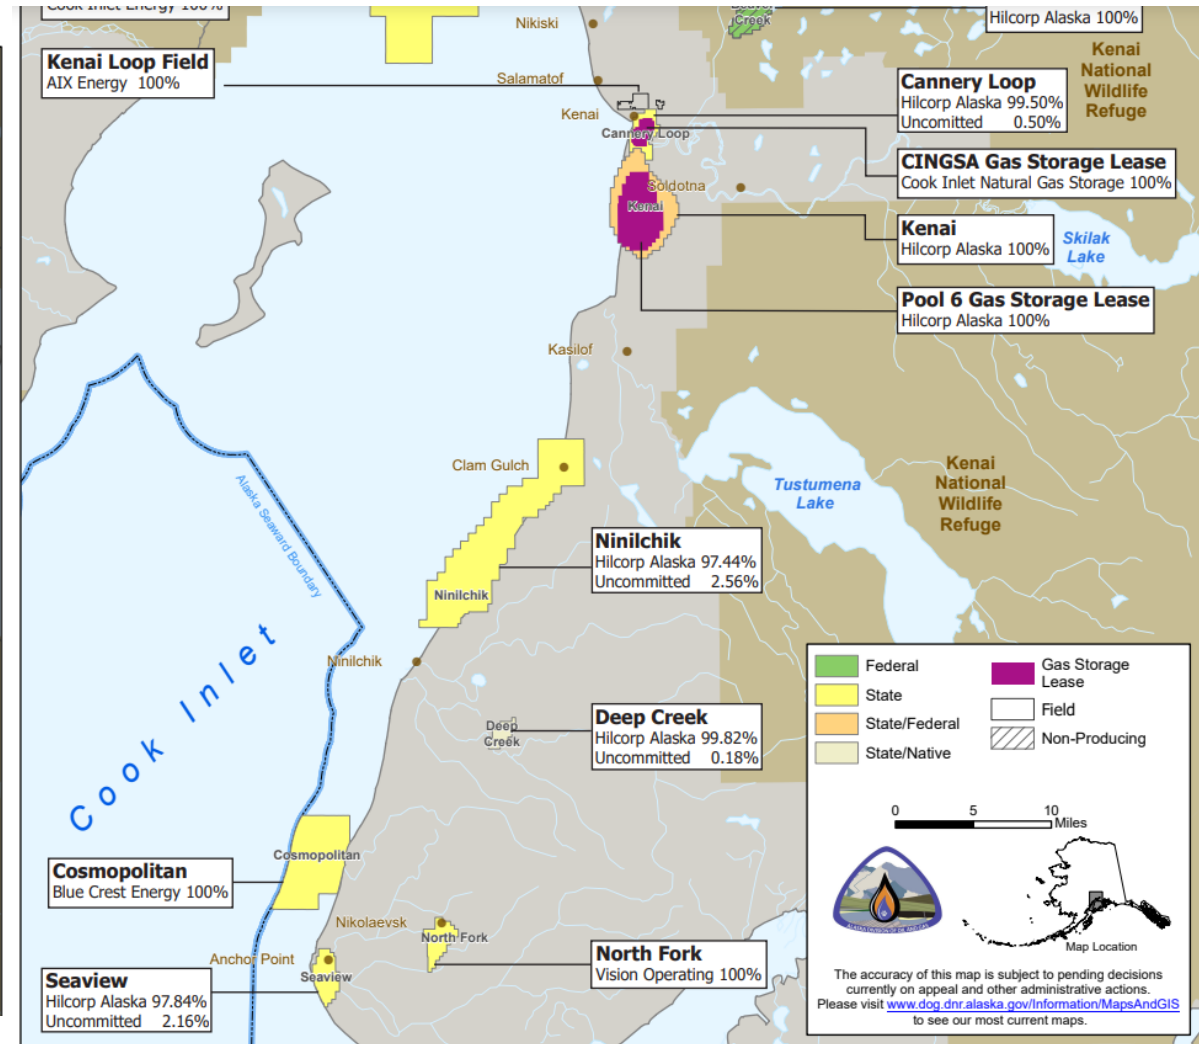 Cook Inlet Energy 100%
Nikiski
Beaver
Creek
Hilcorp Alaska 100%
Kenai
National
Wildlife
Refuge
Kenai Loop Field
AIX Energy 100%
Salamatof
Kenai
Cannery Loop
Cannery Loop
Hilcorp Alaska 99.50%
Uncomitted 0.50%
CINGSA Gas Storage Lease
Cook Inlet Natural Gas Storage 100%
Soldotna
Kenai
Kenai
Hilcorp Alaska 100%
Skilak
Lake
Pool 6 Gas Storage Lease
Hilcorp Alaska 100%
Kasilof
Clam Gulch
Tustumena
Lake
Kenai
National
Wildlife
Refuge
Alaska Seaward Boundary
Ninilchik
Hilcorp Alaska 97.44%
Uncommitted 2.56%
Ninilchik
Ninilchik
Cook Inlet
Deep
Creek
Deep Creek
Hilcorp Alaska 99.82%
Uncommitted 0.18%
Cosmopolitan
Cosmopolitan
Blue Crest Energy 100%
Nikolaevsk
North Fork
North Fork
Vision Operating 100%
Anchor Point
Seaview
Seaview
Hilcorp Alaska 97.84%
Uncommitted 2.16%
Federal
State
State/Federal
State/Native
Gas Storage
Lease
Field
Non-Producing
0 5 10
Miles
Map Location
The accuracy of this map is subject to pending decisions
currently on appeal and other administrative actions.
Please visit www.dog.dnr.alaska.gov/Information/MapsAndGIS
to see our most current maps.